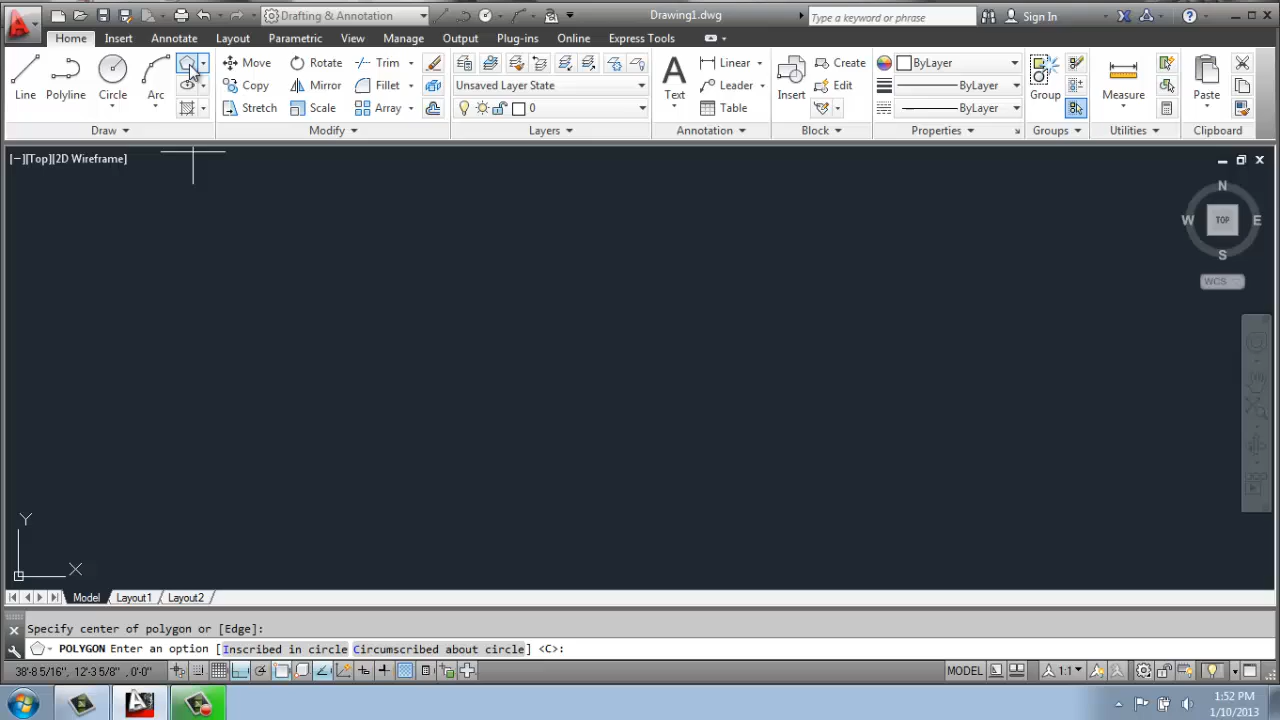 Drafting & Annotation
Drawing1.dwg
Type a keyword or phrase
Sign In
Home Insert Annotate Layout Parametric View Manage Output Plug-ins Online Express Tools
Move Rotate Trim Unsaved Layer State Linear Create ByLayer
Line Polyline Circle Arc Copy Mirror Fillet Text Leader Insert Edit ByLayer Group Measure Paste
Stretch Scale Array 0 Table ByLayer
Draw Modify Layers Annotation Block Properties Groups Utilities Clipboard
[−][Top][2D Wireframe]
N
W TOP E
S
WCS
Y
X
Model Layout1 Layout2
Specify center of polygon or [Edge]:
POLYGON Enter an option [Inscribed in circle Circumscribed about circle] <C>:
38'-8 5/16", 12'-3 5/8", 0'-0" MODEL 1:1
1:52 PM
1/10/2013